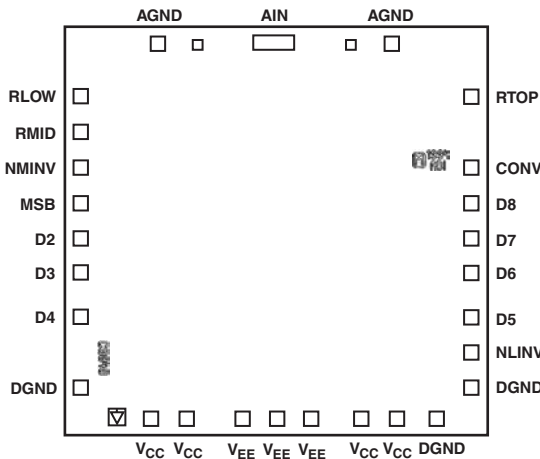 AGND AIN AGND
RLOW RTOP
RMID
NMINV CONV
MSB D8
D2 D7
D3 D6
D4 D5
NLINV
DGND DGND
VCC VCC VEE VEE VEE VCC VCC DGND